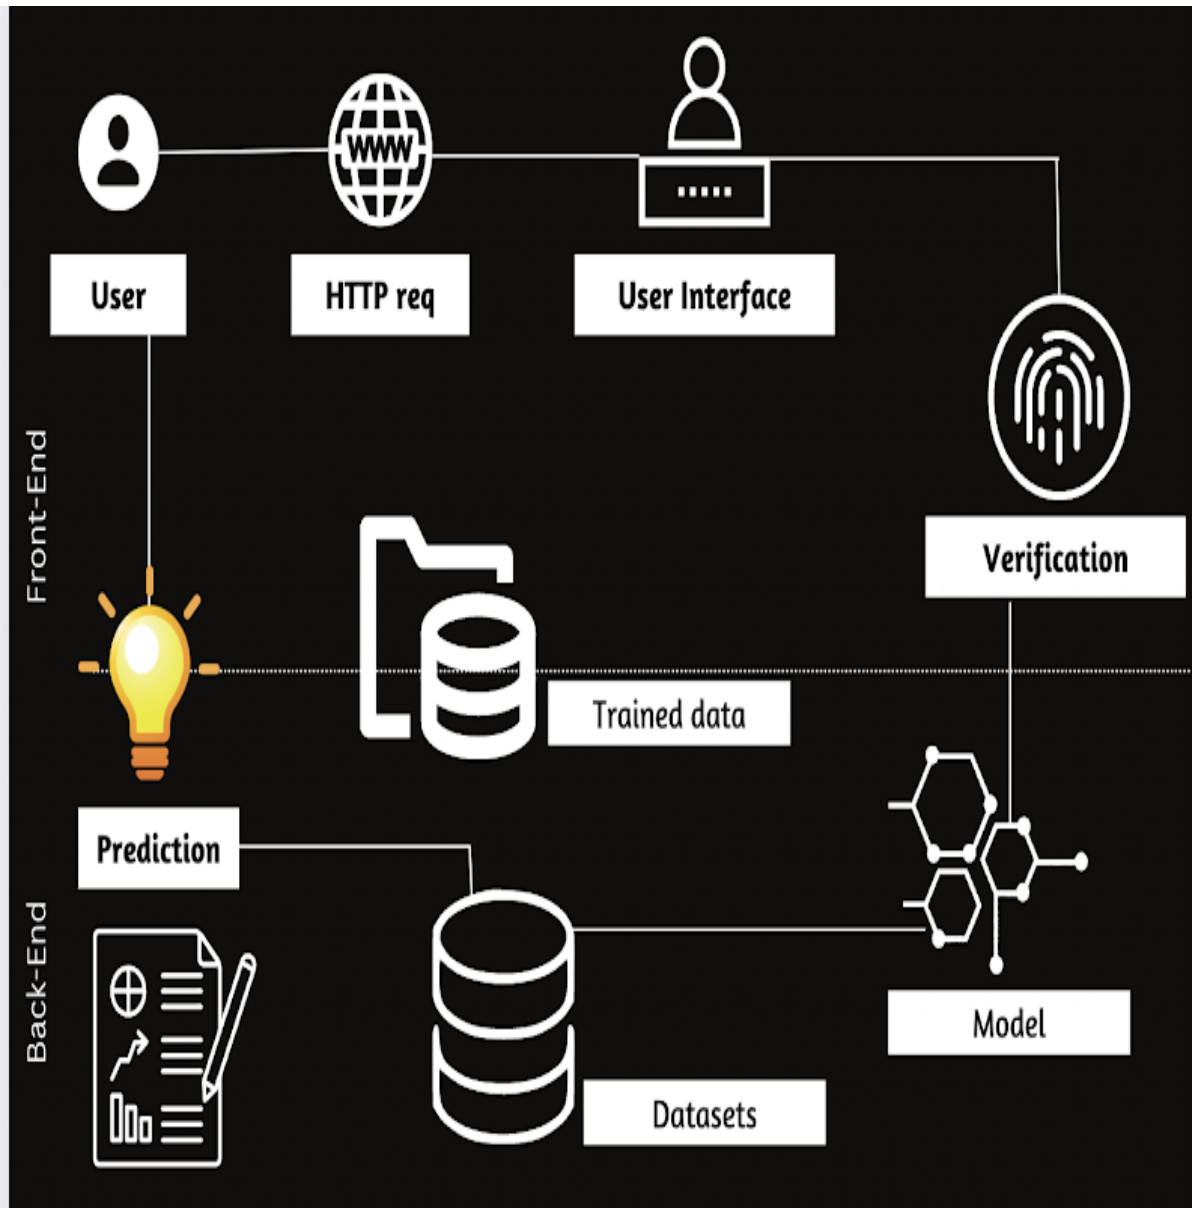 WWW
User
HTTP req
User Interface
Front-End
Verification
Trained data
Prediction
Back-End
Model
Datasets